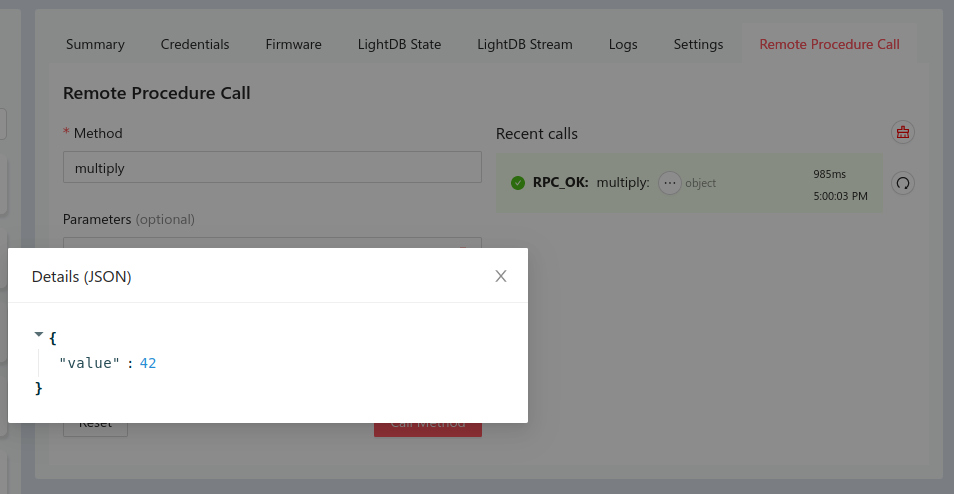 Summary Credentials Firmware LightDB State LightDB Stream Logs Settings Remote Procedure Call
Remote Procedure Call
* Method
multiply
Parameters (optional)
Recent calls
RPC_OK: multiply: ... object
985ms
5:00:03 PM
Details (JSON)
{
"value" : 42
}
Reset Call Method